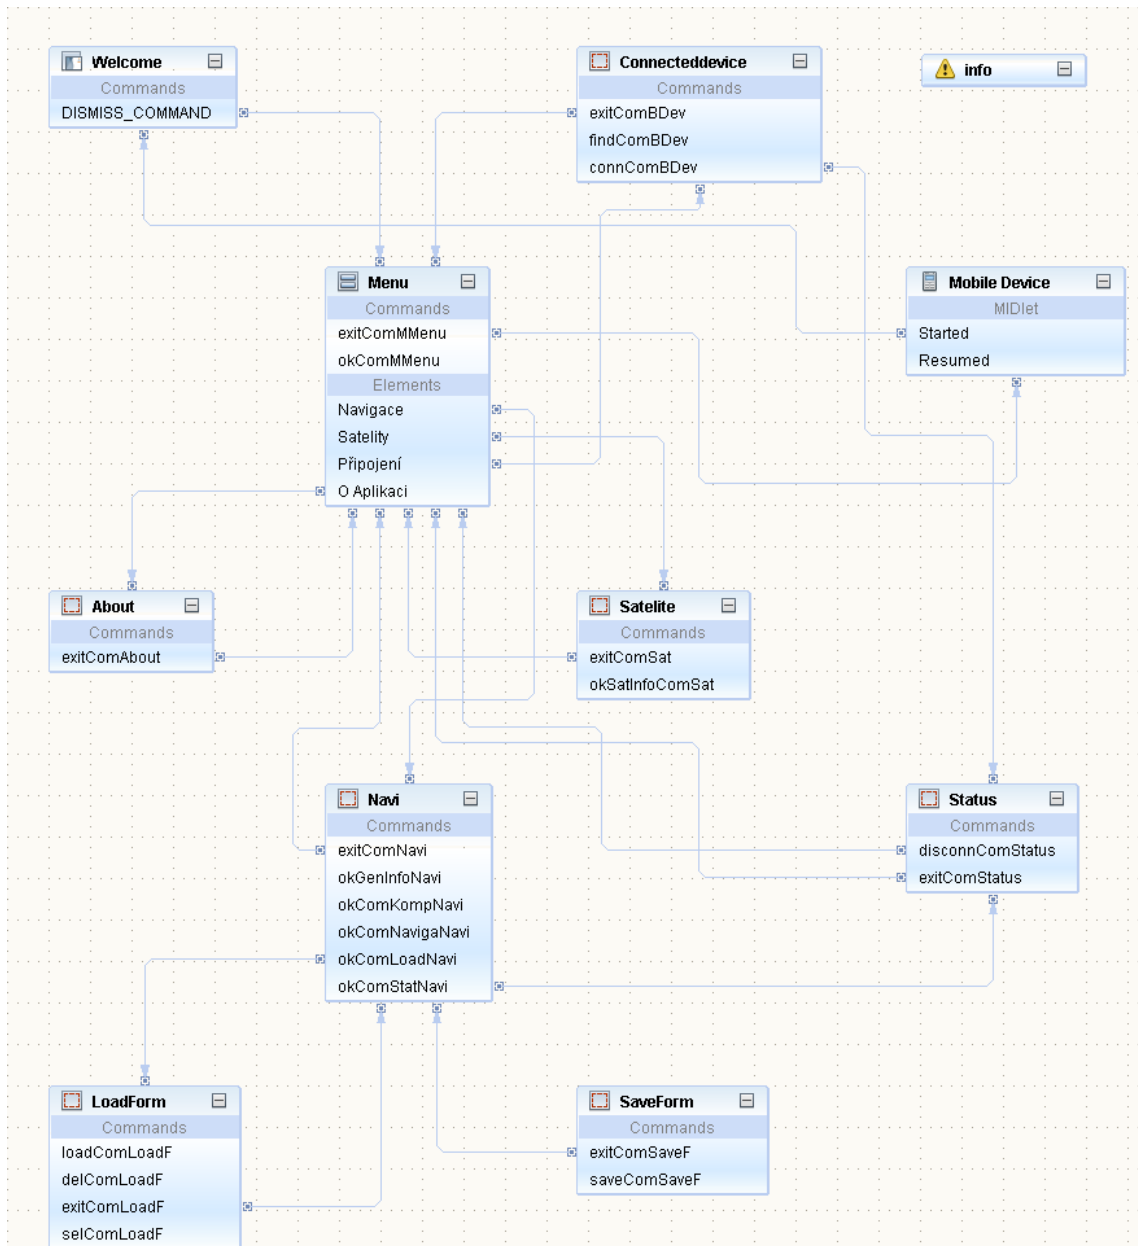 Welcome
Commands
DISMISS_COMMAND
Connecteddevice
Commands
exitComBDev
findComBDev
connComBDev
info
Menu
Commands
exitComMMenu
okComMMenu
Elements
Navigace
Satelity
Připojení
O Aplikaci
Mobile Device
MIDlet
Started
Resumed
About
Commands
exitComAbout
Satelite
Commands
exitComSat
okSatInfoComSat
Navi
Commands
exitComNavi
okGenInfoNavi
okComKompNavi
okComNavigaNavi
okComLoadNavi
okComStatNavi
Status
Commands
disconnComStatus
exitComStatus
LoadForm
Commands
loadComLoadF
delComLoadF
exitComLoadF
selComLoadF
SaveForm
Commands
exitComSaveF
saveComSaveF